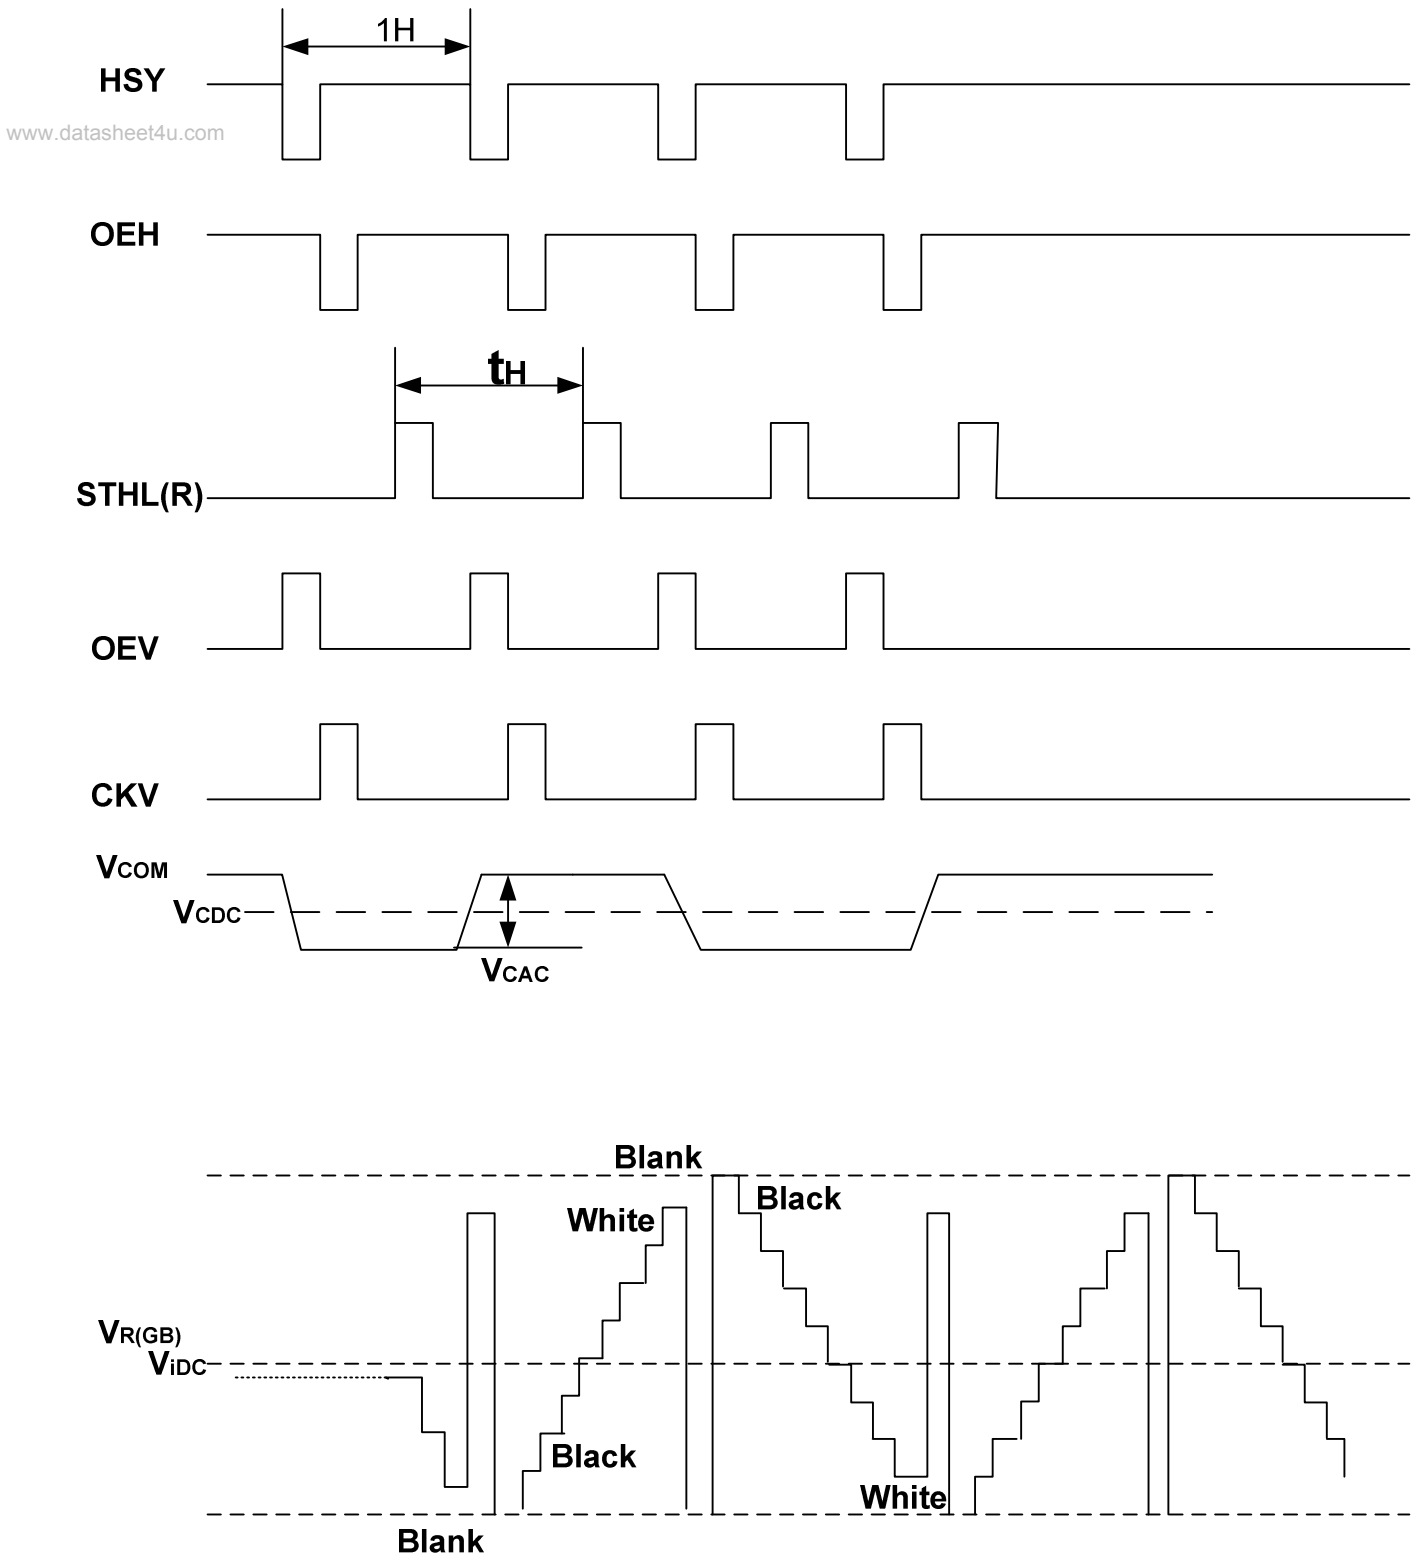 1H
HSY
www.datasheet4u.com
OEH
tH
STHL(R)
OEV
CKV
VCOM
VCDC
VCAC
Blank
Black
White
VR(GB)
ViDC
Black
White
Blank